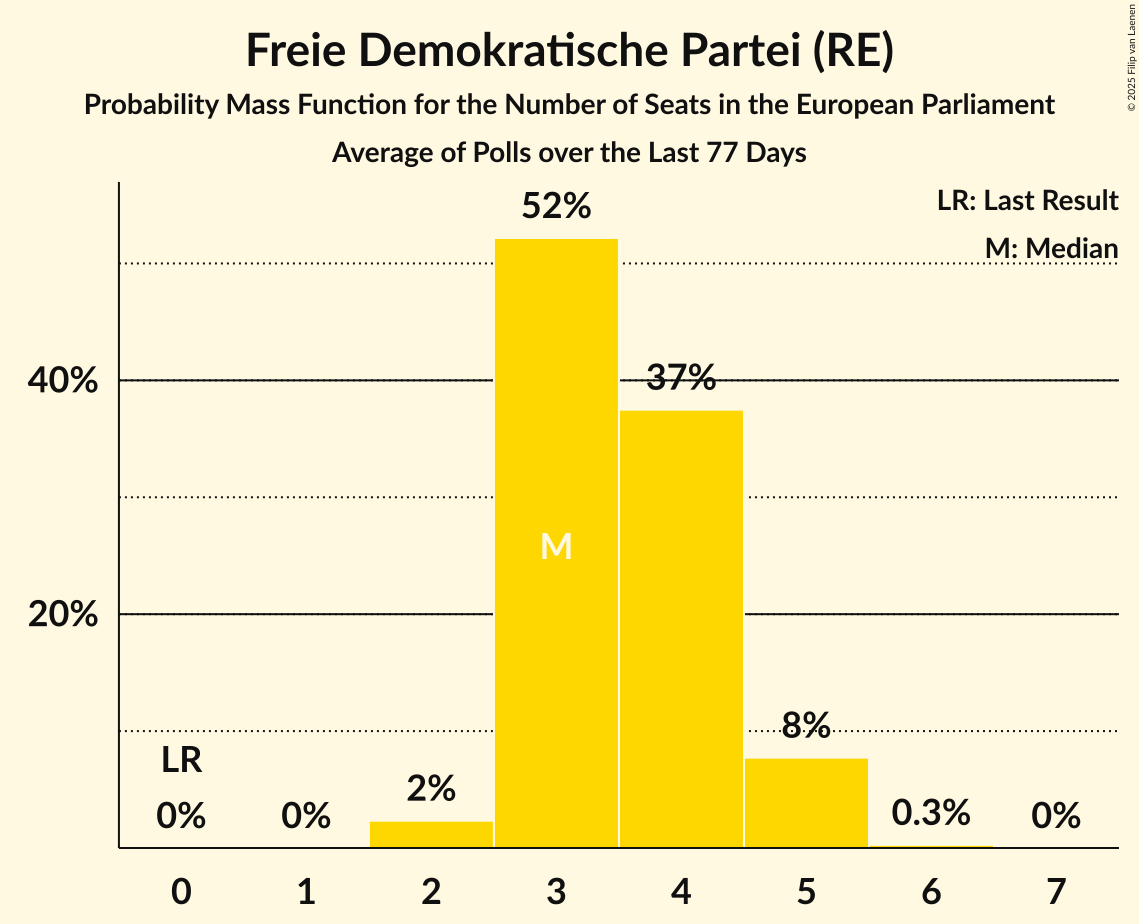 Freie Demokratische Partei (RE)
Probability Mass Function for the Number of Seats in the European Parliament
Average of Polls over the Last 77 Days
© 2025 Filip van Laenen
LR: Last Result
M: Median
52%
40%
37%
M
20%
LR
0%
0%
2%
8%
0.3%
0%
0 1 2 3 4 5 6 7